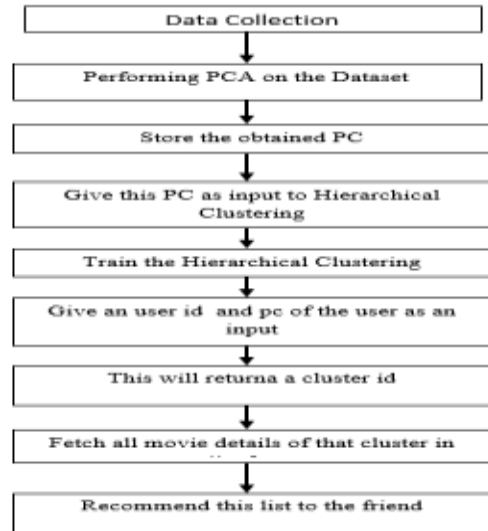 Data Collection
Performing PCA on the Dataset
Store the obtained PC
Give this PC as input to Hierarchical
Clustering
Train the Hierarchical Clustering
Give an user id and pc of the user as an
input
This will returna a cluster id
Fetch all movie details of that cluster in
Recommend this list to the friend